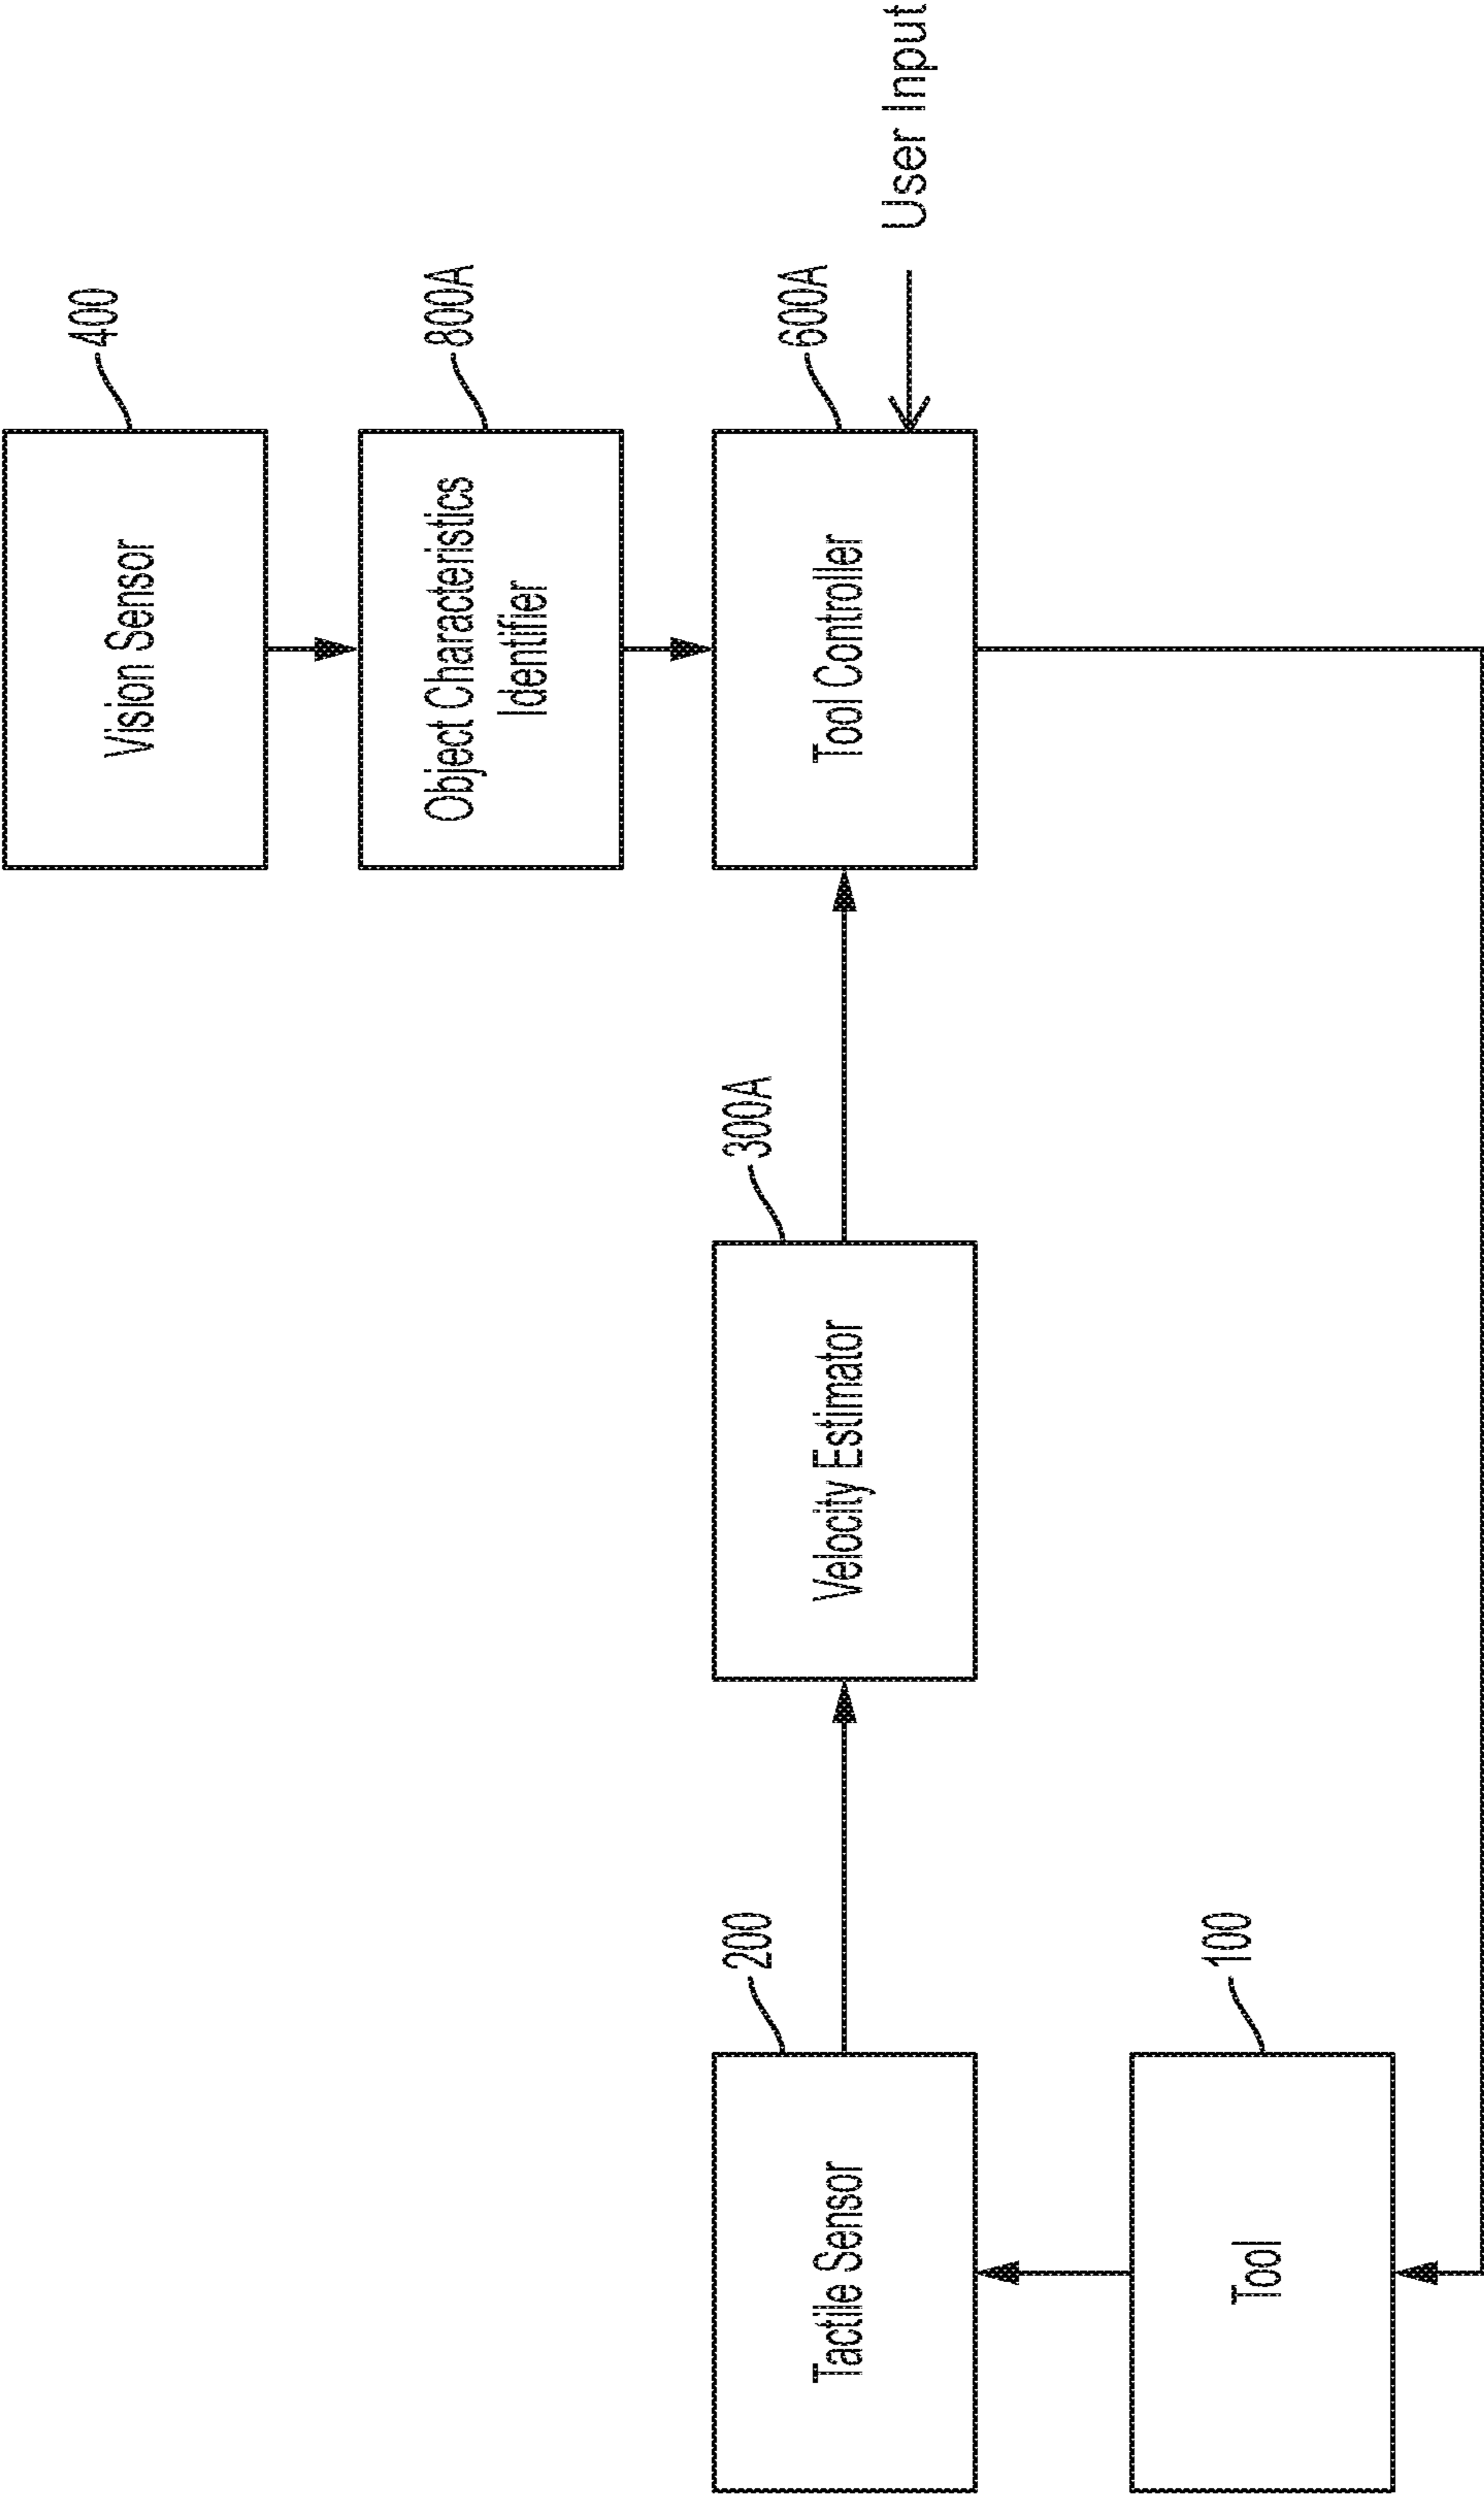 400
Vision Sensor
800A
Object Characteristics
Identifier
200
Tactile Sensor
300A
Velocity Estimator
600A
Tool Controller
User Input
100
Tool